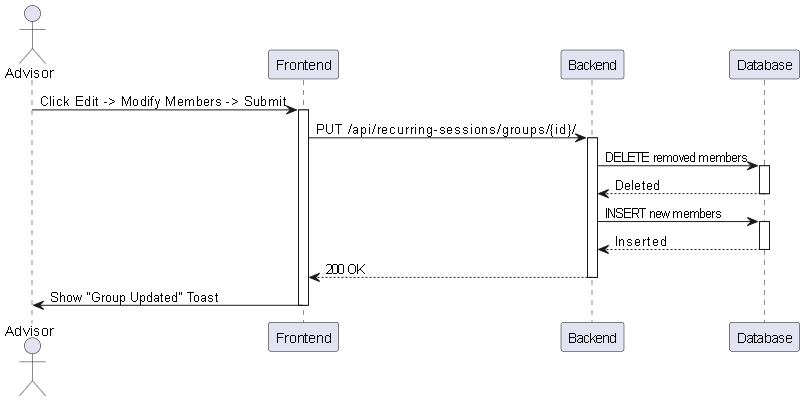 Advisor
Frontend
Backend
Database
Click Edit -> Modify Members -> Submit
PUT /api/recurring-sessions/groups/{id}/
DELETE removed members
Deleted
INSERT new members
Inserted
200 OK
Show "Group Updated" Toast
Advisor
Frontend
Backend
Database